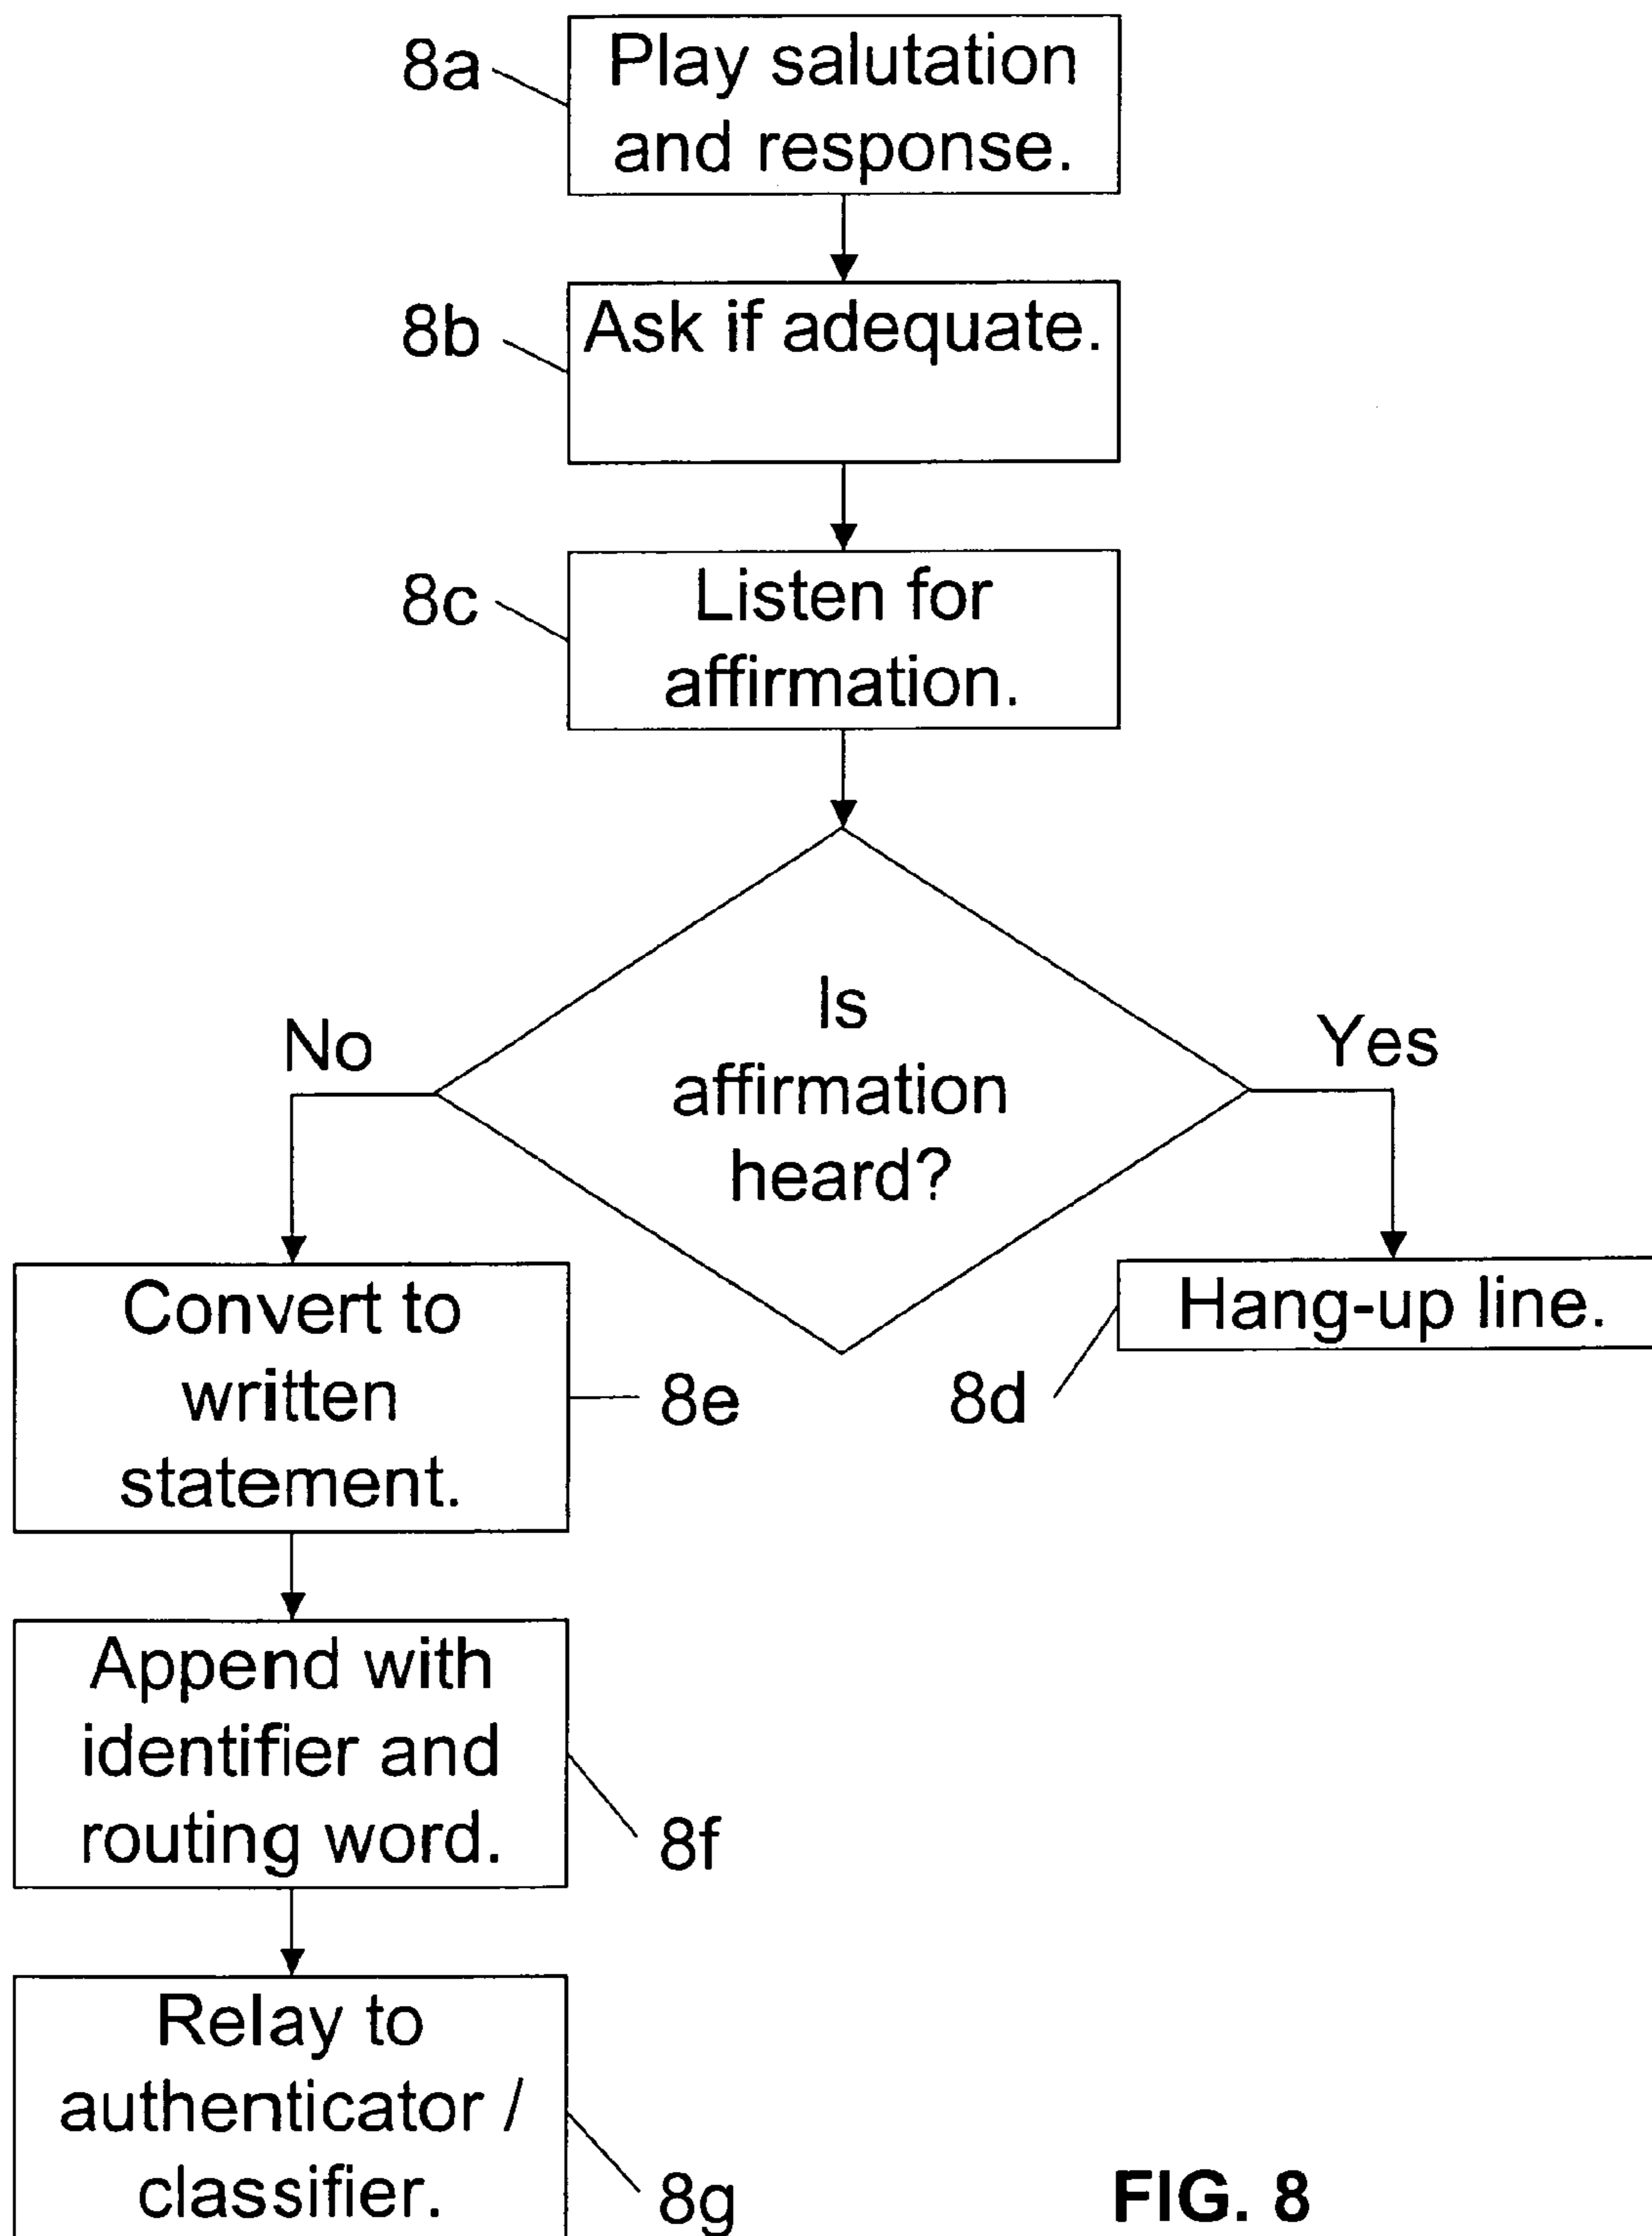 8a
Play salutation
and response.
8b
Ask if adequate.
8c
Listen for
affirmation.
Is
affirmation
heard?
No
Yes
Convert to
written
statement.
8e
8d
Hang-up line.
Append with
identifier and
routing word.
8f
Relay to
authenticator /
classifier.
8g
FIG. 8